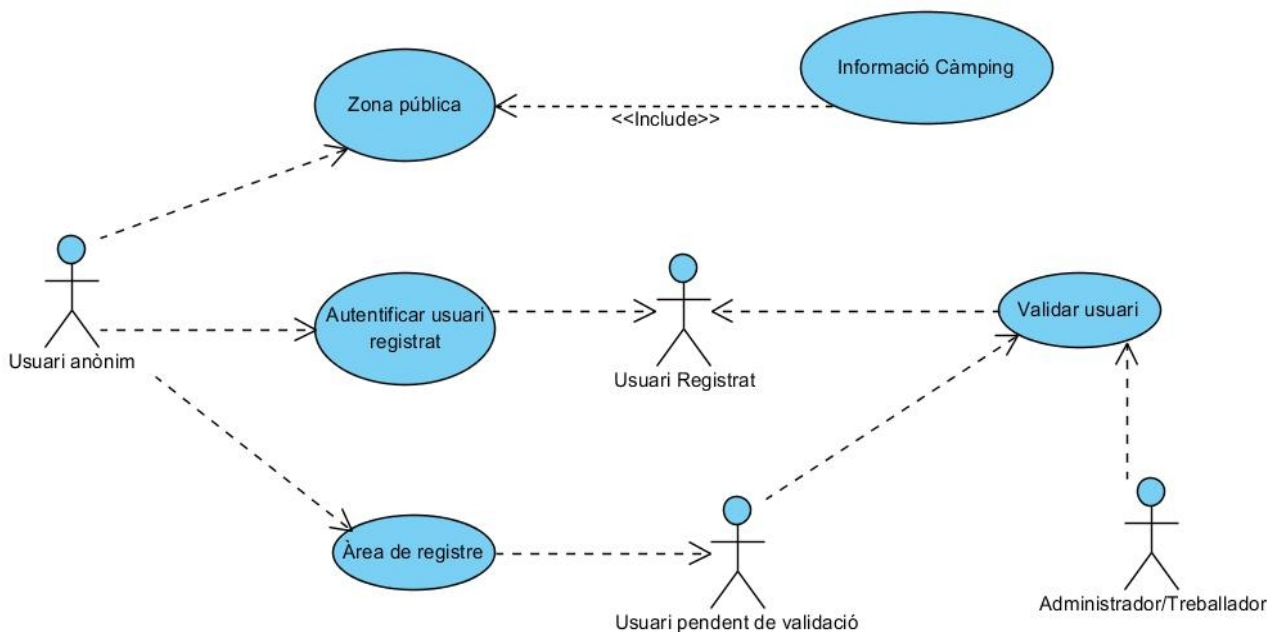 Informació Càmping
Zona pública
<<Include>>
Usuari anònim
Autentificar usuari
registrat
Usuari Registrat
Validar usuari
Àrea de registre
Usuari pendent de validació
Administrador/Treballador